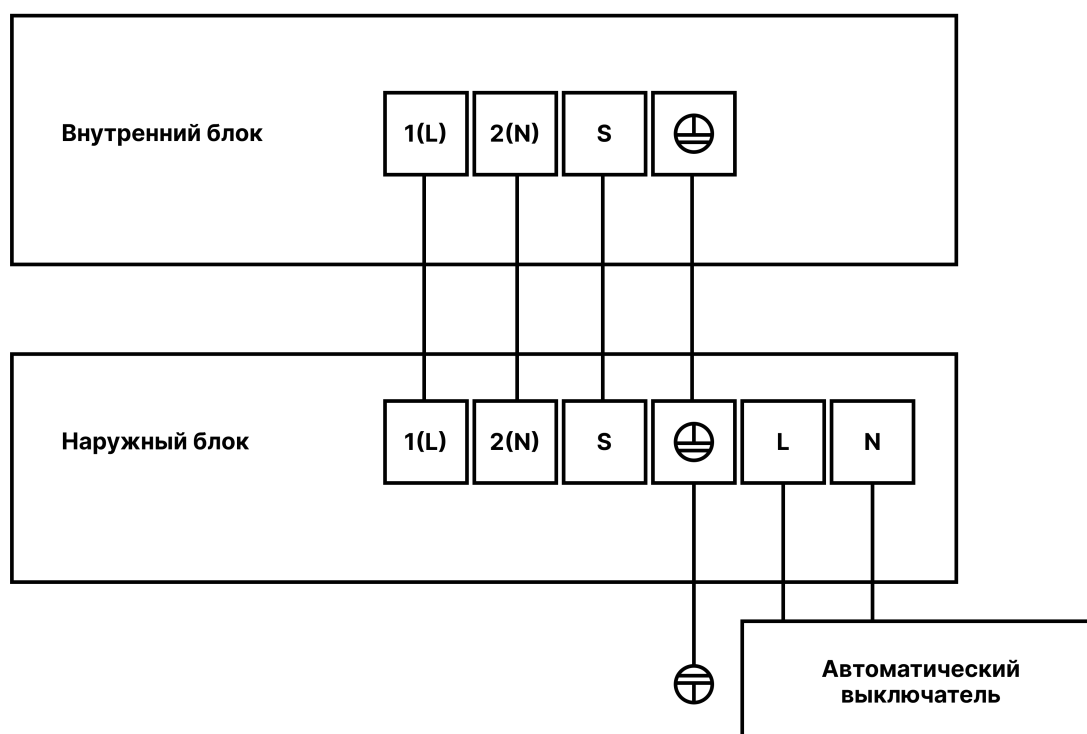 Внутренний блок
1(L) 2(N) S
Наружный блок
1(L) 2(N) S L N
Автоматический
выключатель